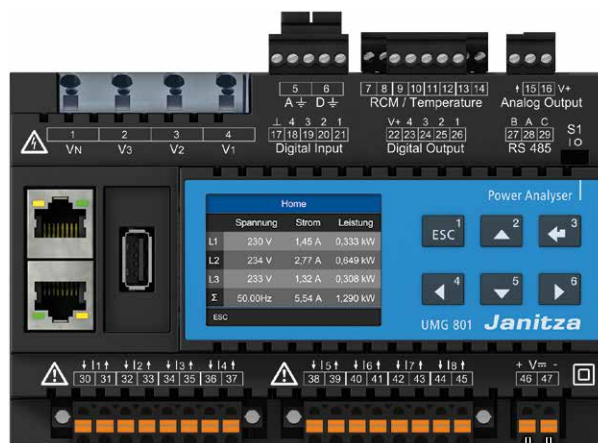 5 6
A ⏚ D ⏚
7 8 9 10 11 12 13 14
RCM / Temperature
15 16 V+
Analog Output
1 2 3 4
VN V3 V2 V1
⊥ 4 3 2 1
17 18 19 20 21
Digital Input
V+ 4 3 2 1
22 23 24 25 26
Digital Output
B A C
27 28 29
RS 485
S1
I O
Home
Spannung Strom Leistung
L1 230 V 1,45 A 0,333 kW
L2 234 V 2,77 A 0,649 kW
L3 233 V 1,32 A 0,308 kW
Σ 50.00Hz 5,54 A 1,290 kW
ESC
Power Analyser
ESC 1
2
3
4
5
6
UMG 801 Janitza
I1 I2 I3 I4
30 31 32 33 34 35 36 37
I5 I6 I7 I8
38 39 40 41 42 43 44 45
+ V -
46 47